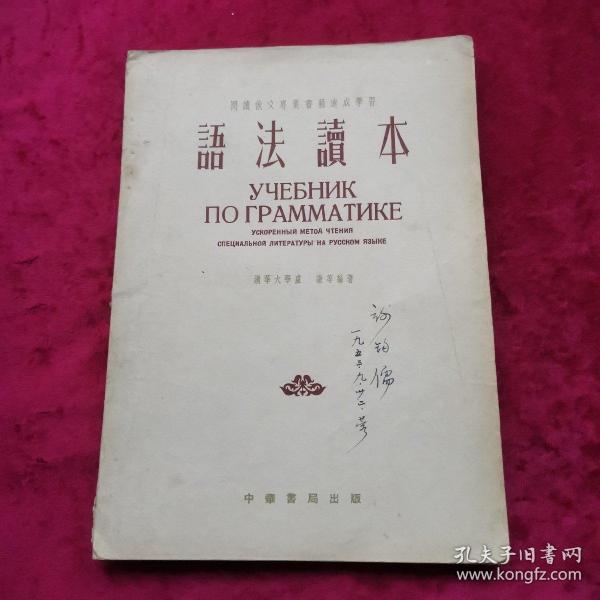 閱讀俄文專業書籍速成學習
語法讀本
УЧЕБНИК
ПО ГРАММАТИКЕ
УСКОРЕННЫЙ МЕТОД ЧТЕНИЯ
СПЕЦИАЛЬНОЙ ЛИТЕРАТУРЫ НА РУССКОМ ЯЗЫКЕ
清華大學盧 謙等編著
中華書局出版
孔夫子旧书网
www.kongfz.com